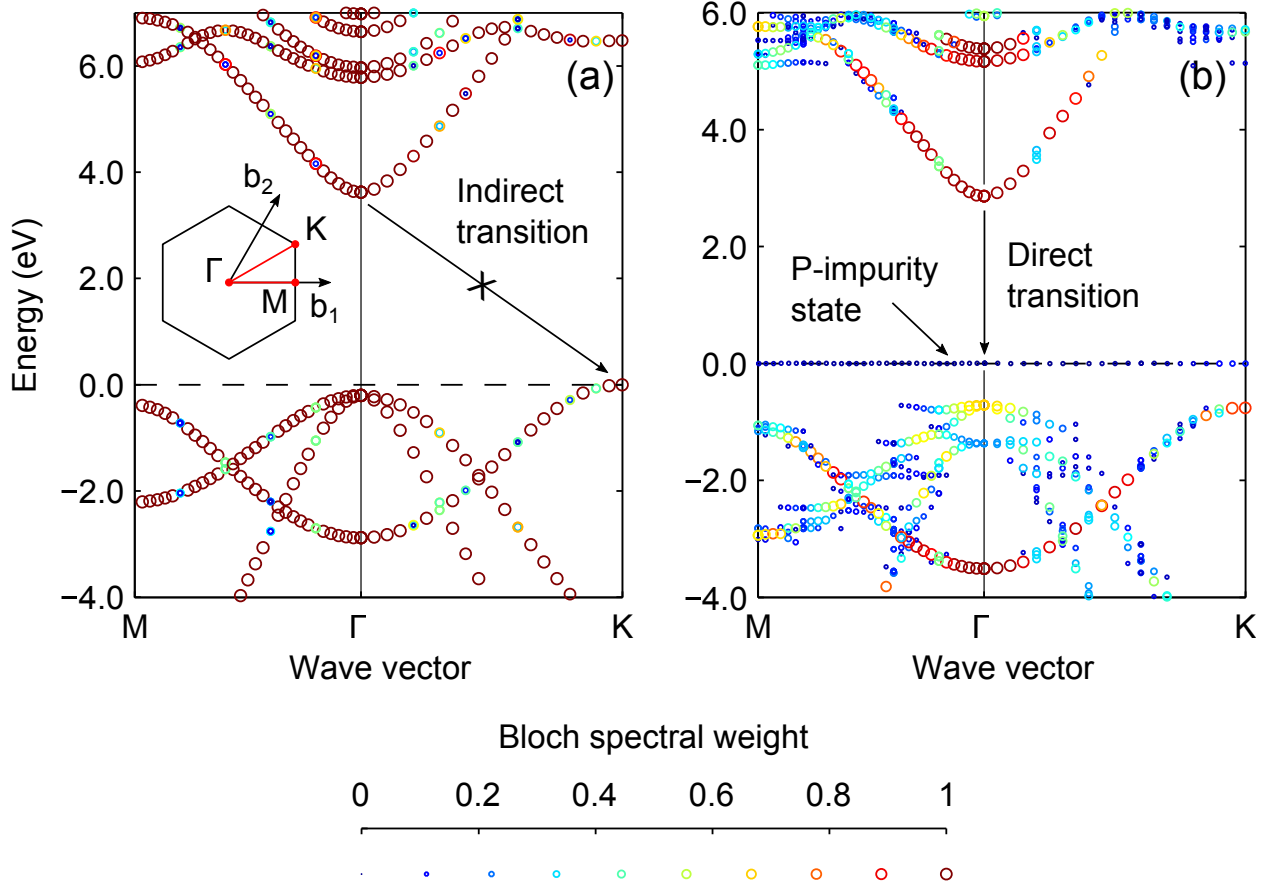 (a)
6.0
4.0
2.0
0.0
−2.0
−4.0
Energy (eV)
b2
K
Γ
M
b1
Indirect
transition
M
Γ
K
Wave vector
(b)
6.0
4.0
2.0
0.0
−2.0
−4.0
P-impurity
state
Direct
transition
M
Γ
K
Wave vector
Bloch spectral weight
0 0.2 0.4 0.6 0.8 1